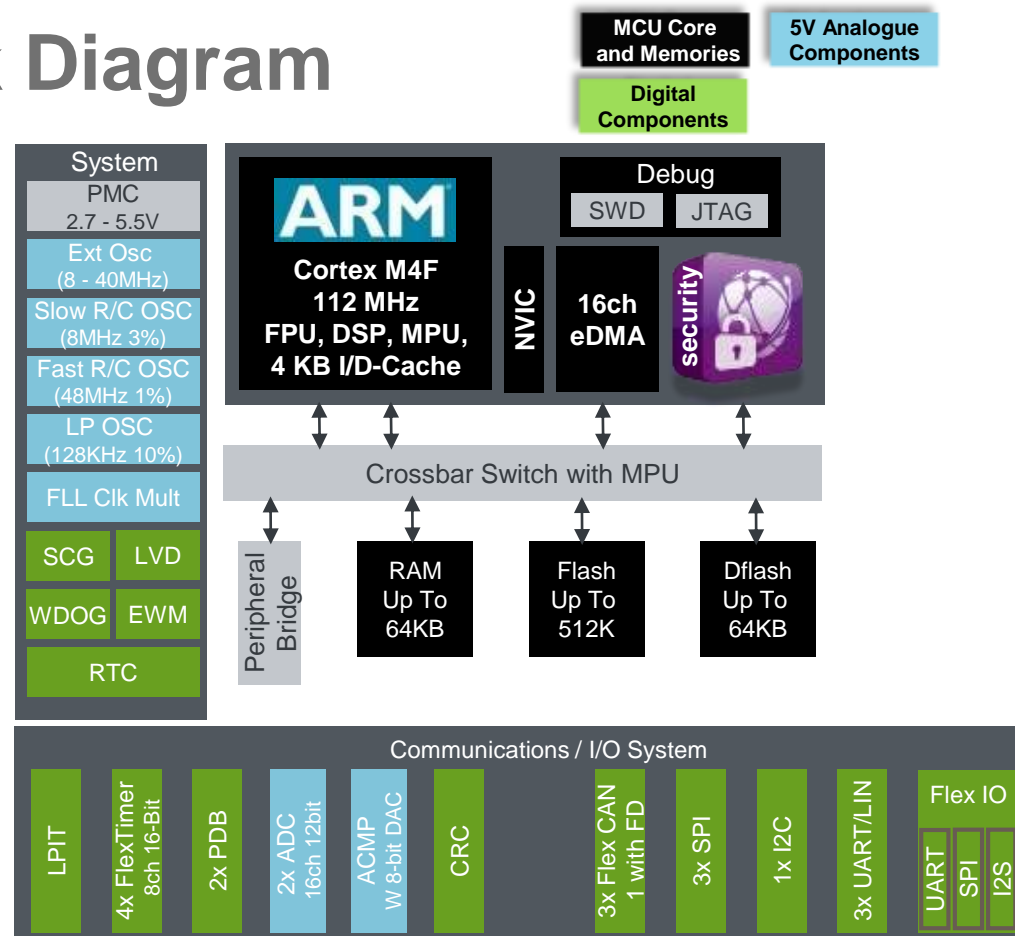 Diagram
MCU Core
and Memories
5V Analogue
Components
Digital
Components
System
PMC
2.7 - 5.5V
Ext Osc
(8 - 40MHz)
Slow R/C OSC
(8MHz 3%)
Fast R/C OSC
(48MHz 1%)
LP OSC
(128KHz 10%)
FLL Clk Mult
SCG
LVD
WDOG
EWM
RTC
ARM
Cortex M4F
112 MHz
FPU, DSP, MPU,
4 KB I/D-Cache
NVIC
16ch
eDMA
Debug
SWD
JTAG
security
Crossbar Switch with MPU
Peripheral
Bridge
RAM
Up To
64KB
Flash
Up To
512K
Dflash
Up To
64KB
Communications / I/O System
LPIT
4x FlexTimer
8ch 16-Bit
2x PDB
2x ADC
16ch 12bit
ACMP
W 8-bit DAC
CRC
3x Flex CAN
1 with FD
3x SPI
1x I2C
3x UART/LIN
Flex IO
UART
SPI
I2S